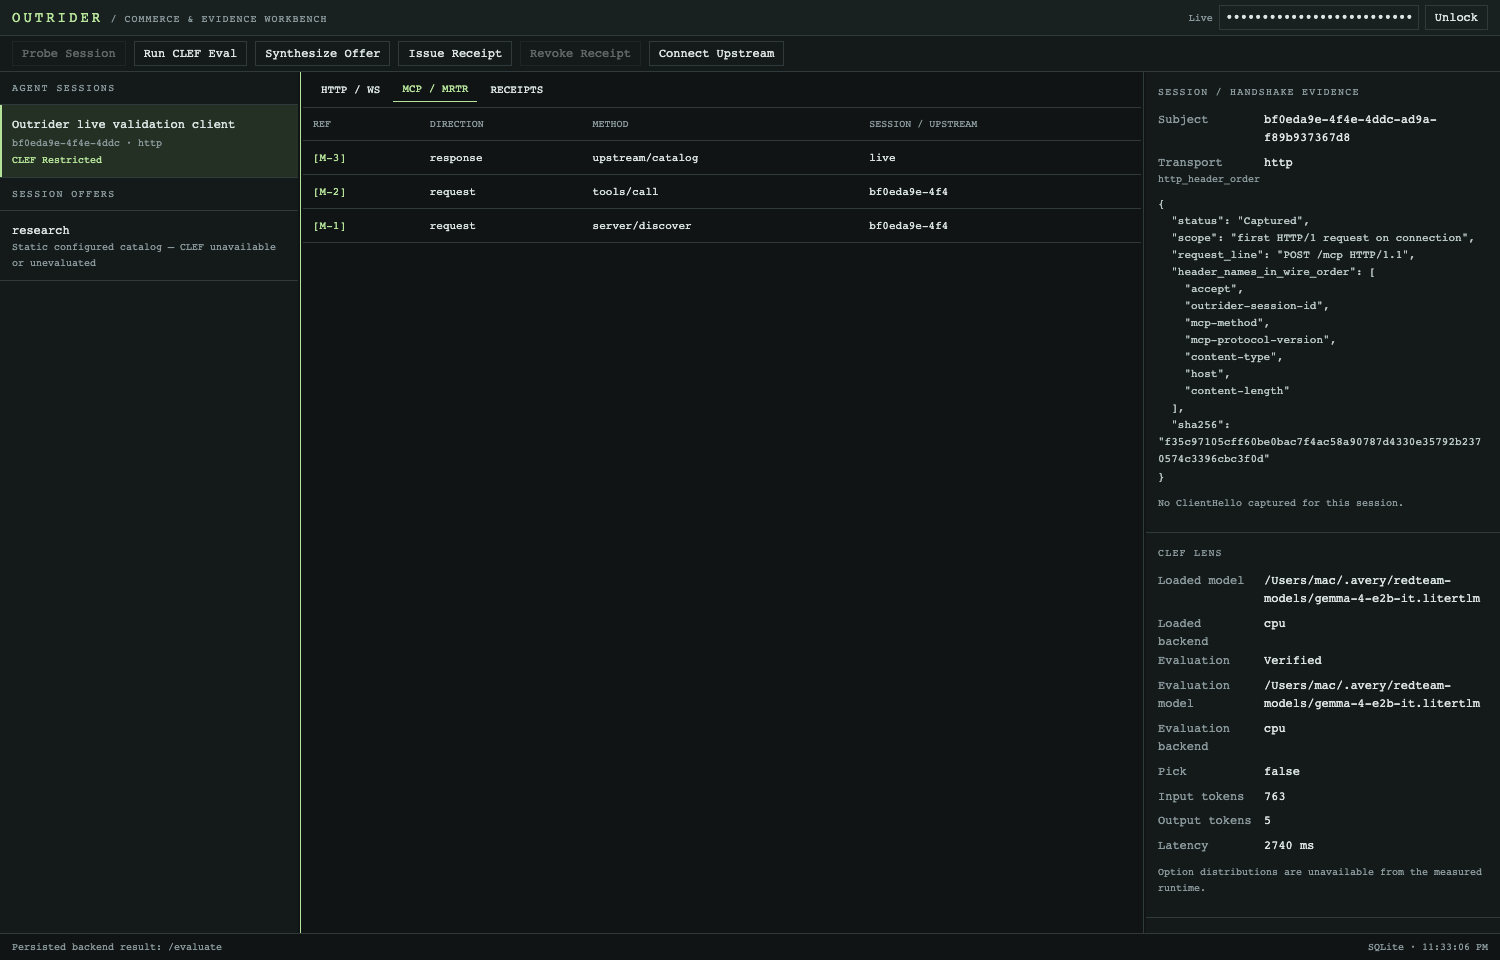 OUTRIDER / COMMERCE & EVIDENCE WORKBENCH
Live •••••••••••••••••••••••••• Unlock
Probe Session Run CLEF Eval Synthesize Offer Issue Receipt Revoke Receipt Connect Upstream
AGENT SESSIONS
Outrider live validation client
bf0eda9e-4f4e-4ddc · http
CLEF Restricted
SESSION OFFERS
research
Static configured catalog — CLEF unavailable
or unevaluated
HTTP / WS MCP / MRTR RECEIPTS
REF DIRECTION METHOD SESSION / UPSTREAM
[M-3] response upstream/catalog live
[M-2] request tools/call bf0eda9e-4f4
[M-1] request server/discover bf0eda9e-4f4
SESSION / HANDSHAKE EVIDENCE
Subject bf0eda9e-4f4e-4ddc-ad9a-
f89b937367d8
Transport http
http_header_order
{
"status": "Captured",
"scope": "first HTTP/1 request on connection",
"request_line": "POST /mcp HTTP/1.1",
"header_names_in_wire_order": [
"accept",
"outrider-session-id",
"mcp-method",
"mcp-protocol-version",
"content-type",
"host",
"content-length"
],
"sha256":
"f35c97105cff60be0bac7f4ac58a90787d4330e35792b237
0574c3396cbc3f0d"
}
No ClientHello captured for this session.
CLEF LENS
Loaded model /Users/mac/.avery/redteam-
models/gemma-4-e2b-it.litertlm
Loaded cpu
backend
Evaluation Verified
Evaluation /Users/mac/.avery/redteam-
model models/gemma-4-e2b-it.litertlm
Evaluation cpu
backend
Pick false
Input tokens 763
Output tokens 5
Latency 2740 ms
Option distributions are unavailable from the measured
runtime.
Persisted backend result: /evaluate
SQLite · 11:33:06 PM